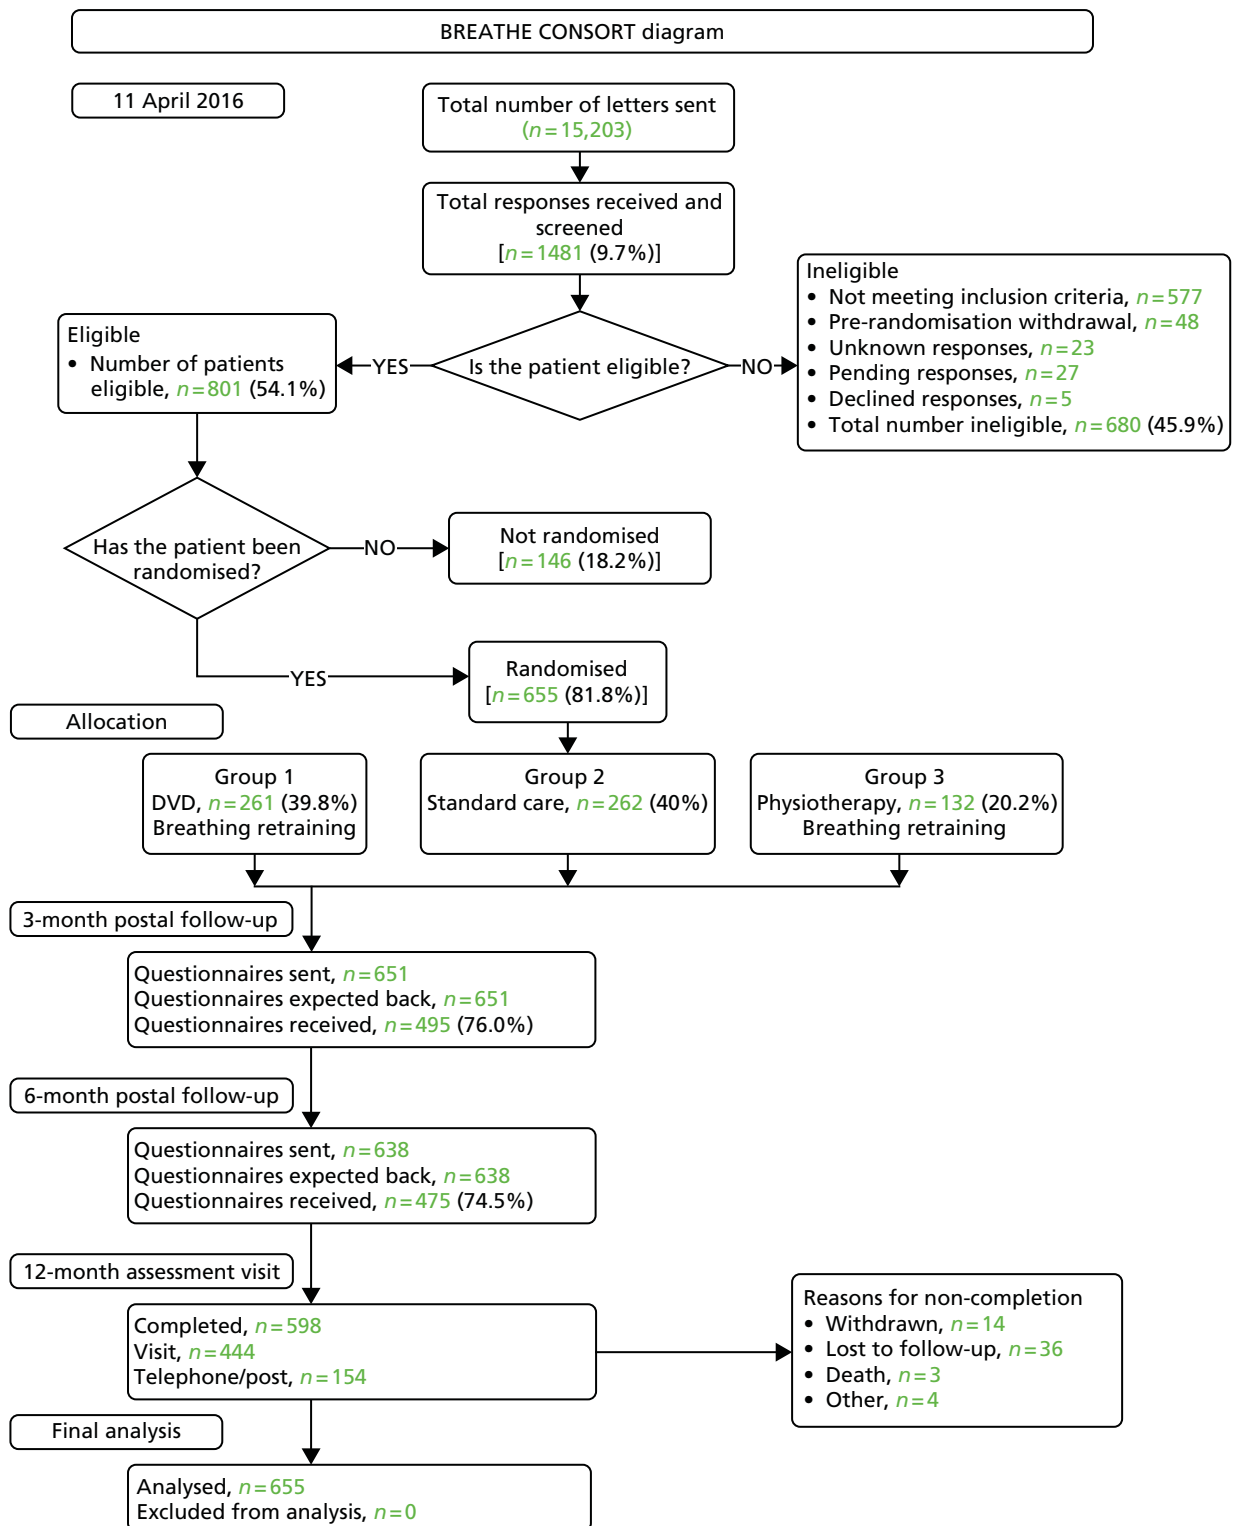 BREATHE CONSORT diagram
11 April 2016
Total number of letters sent
(n=15,203)
Total responses received and
screened
[n=1481 (9.7%)]
Is the patient eligible?
YES
NO
Eligible
• Number of patients
eligible, n=801 (54.1%)
Ineligible
• Not meeting inclusion criteria, n=577
• Pre-randomisation withdrawal, n=48
• Unknown responses, n=23
• Pending responses, n=27
• Declined responses, n=5
• Total number ineligible, n=680 (45.9%)
Has the patient been
randomised?
NO
Not randomised
[n=146 (18.2%)]
YES
Randomised
[n=655 (81.8%)]
Allocation
Group 1
DVD, n=261 (39.8%)
Breathing retraining
Group 2
Standard care, n=262 (40%)
Group 3
Physiotherapy, n=132 (20.2%)
Breathing retraining
3-month postal follow-up
Questionnaires sent, n=651
Questionnaires expected back, n=651
Questionnaires received, n=495 (76.0%)
6-month postal follow-up
Questionnaires sent, n=638
Questionnaires expected back, n=638
Questionnaires received, n=475 (74.5%)
12-month assessment visit
Completed, n=598
Visit, n=444
Telephone/post, n=154
Reasons for non-completion
• Withdrawn, n=14
• Lost to follow-up, n=36
• Death, n=3
• Other, n=4
Final analysis
Analysed, n=655
Excluded from analysis, n=0